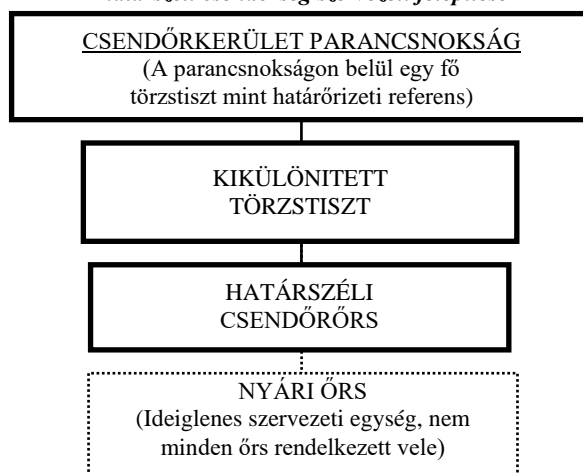 CSENDŐRKERÜLET PARANCSNOKSÁG
(A parancsnokságon belül egy fő
törzstiszt mint határőrizeti referens)
KIKÜLÖNITETT
TÖRZSTISZT
HATÁRSZÉLI
CSENDŐRŐRS
NYÁRI ŐRS
(Ideiglenes szervezeti egység, nem
minden őrs rendelkezett vele)